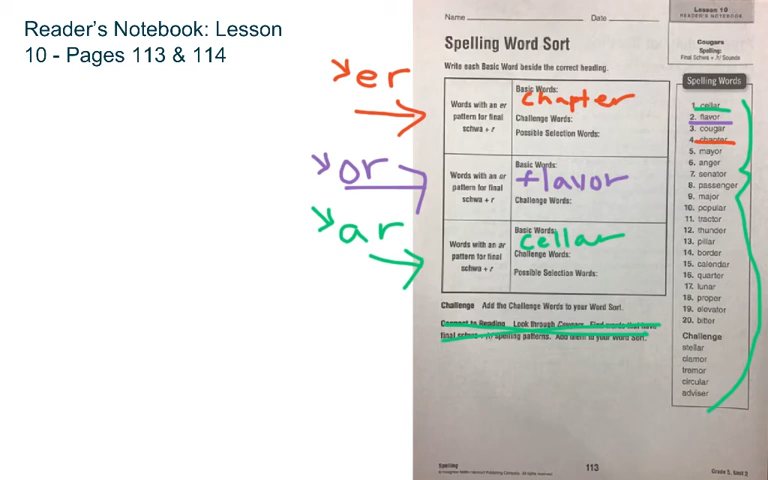 Reader's Notebook: Lesson
10 - Pages 113 & 114
Name
Date
Lesson 10
READER'S NOTEBOOK
Spelling Word Sort
Cougars
Spelling:
Final Schwa + /r/ Sounds
Write each Basic Word beside the correct heading.
er
Words with an er
pattern for final
schwa + r
Basic Words:
chapter
Challenge Words:
Possible Selection Words:
or
Words with an or
pattern for final
schwa + r
Basic Words:
flavor
Challenge Words:
ar
Words with an ar
pattern for final
schwa + r
Basic Words:
cellar
Challenge Words:
Possible Selection Words:
Challenge Add the Challenge Words to your Word Sort.
Connect to Reading Look through Cougars. Find words that have
final schwa + /r/ spelling patterns. Add them to your Word Sort.
Spelling Words
1. cellar
2. flavor
3. cougar
4. chapter
5. mayor
6. anger
7. senator
8. passenger
9. major
10. popular
11. tractor
12. thunder
13. pillar
14. border
15. calendar
16. quarter
17. lunar
18. proper
19. elevator
20. bitter
Challenge
stellar
clamor
tremor
circular
adviser
Spelling
© Houghton Mifflin Harcourt Publishing Company. All rights reserved.
113
Grade 5, Unit 2